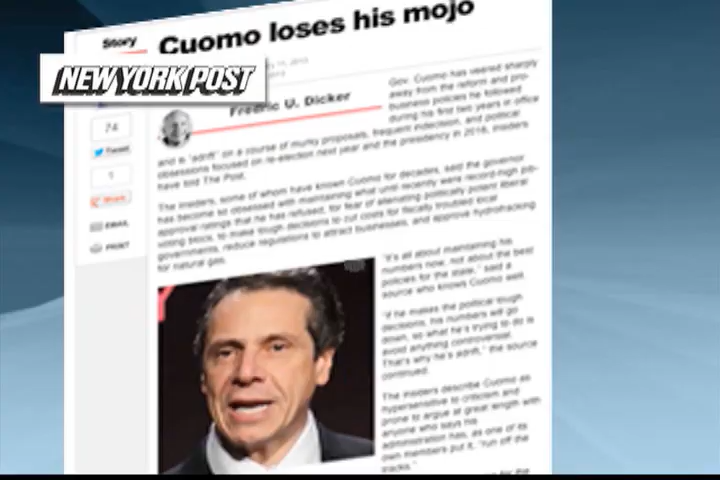 Story
Cuomo loses his mojo
NEW YORK POST
Fredric U. Dicker
74
Tweet
1
Share
EMAIL
PRINT
Gov. Cuomo has veered sharply
away from the reform and pro-
business policies he followed
during his first two years in office
and is "adrift" on a course of murky proposals, frequent indecision, and political
obsessions focused on re-election next year and the presidency in 2016, insiders
have told The Post.
The insiders, some of whom have known Cuomo for decades, said the governor
has become so obsessed with maintaining what until recently were record-high job-
approval ratings that he has refused, for fear of alienating politically potent liberal
voting blocs, to make tough decisions to cut costs for fiscally troubled local
governments, reduce regulations to attract businesses, and approve hydrofracking
for natural gas.
"It's all about maintaining his
numbers now, not about the best
policies for the state," said a
source who knows Cuomo well.
"If he makes the political tough
decisions, his numbers will go
down, so what he's trying to do is
avoid anything controversial.
That's why he's adrift," the source
continued.
The insiders describe Cuomo as
hypersensitive to criticism and
prone to argue at great length with
anyone who says his
administration has, as one of its
own members put it, "run off the
tracks."